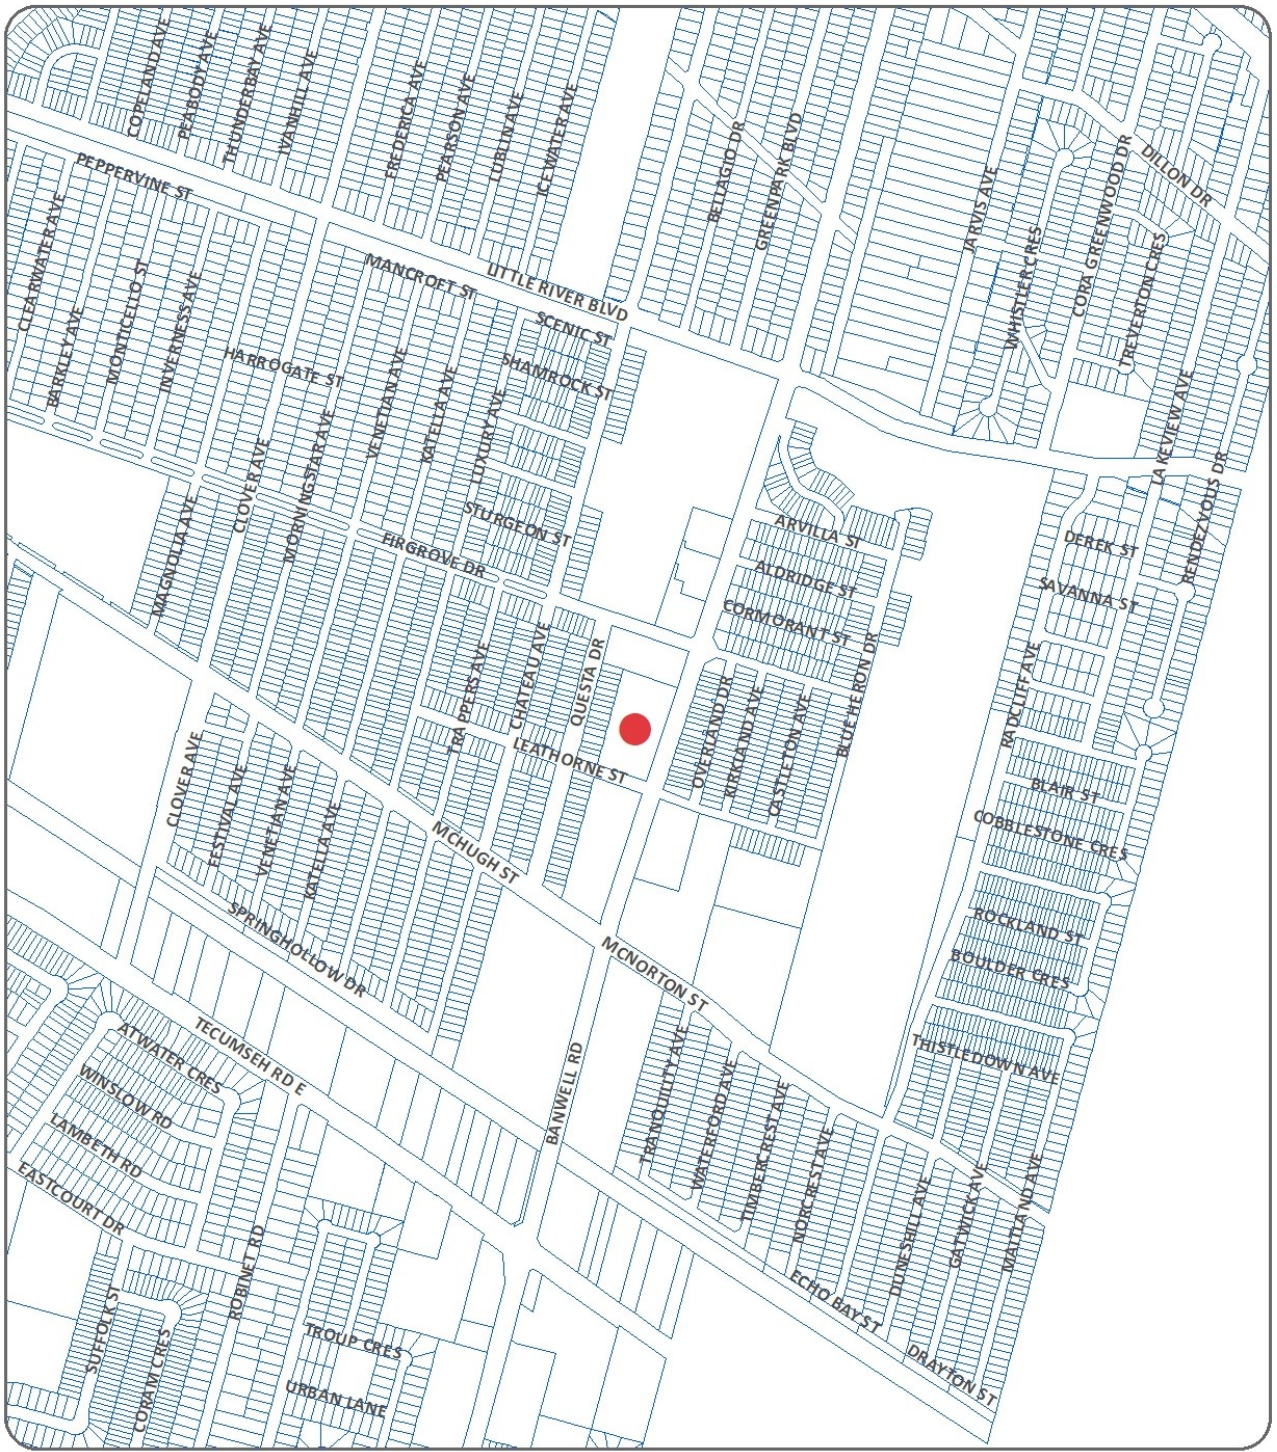 COPELAND AVE
PEABODY AVE
THUNDERBAY AVE
IVANHILL AVE
FREDERICA AVE
PEARSON AVE
LUBLIN AVE
ICEWATER AVE
BELLAGIO DR
GREENPARK BLVD
JARVIS AVE
WHISTLER CRES
CORA GREENWOOD DR
DILLON DR
TREVERTON CRES
PEPPERVINE ST
CLEARWATER AVE
BARKLEY AVE
MONTICELLO ST
INVERNESS AVE
MANCROFT ST
LITTLE RIVER BLVD
SCENIC ST
SHAMROCK ST
HARROGATE ST
VENETIAN AVE
KATELLA AVE
LUXURY AVE
LAKEVIEW AVE
RENDEZVOUS DR
MAGNOLIA AVE
CLOVER AVE
MORNINGSTAR AVE
STURGEON ST
FIRGROVE DR
ARVILLA ST
ALDRIDGE ST
CORMORANT ST
DEREK ST
SAVANNA ST
TRAPPERS AVE
CHATEAU AVE
QUESTA DR
OVERLAND DR
KIRKLAND AVE
CASTLETON AVE
BLUE HERON DR
RADCLIFF AVE
LEATHORNE ST
BLAIR ST
COBBLESTONE CRES
CLOVER AVE
FESTIVAL AVE
VENETIAN AVE
KATELLA AVE
MCHUGH ST
ROCKLAND ST
BOULDER CRES
SPRINGHOLLOW DR
MCNORTON ST
THISTLEDOWN AVE
TECUMSEH RD E
ATWATER CRES
WINSLOW RD
LAMBETH RD
EASTCOURT DR
BANWELL RD
TRANQUILITY AVE
WATERFORD AVE
TIMBERCREST AVE
NORCREST AVE
DUNESHILL AVE
GATWICK AVE
MAITLAND AVE
ROBINET RD
SUFFOLK ST
CORAM CRES
TROUP CRES
URBAN LANE
ECHO BAY ST
DRAYTON ST